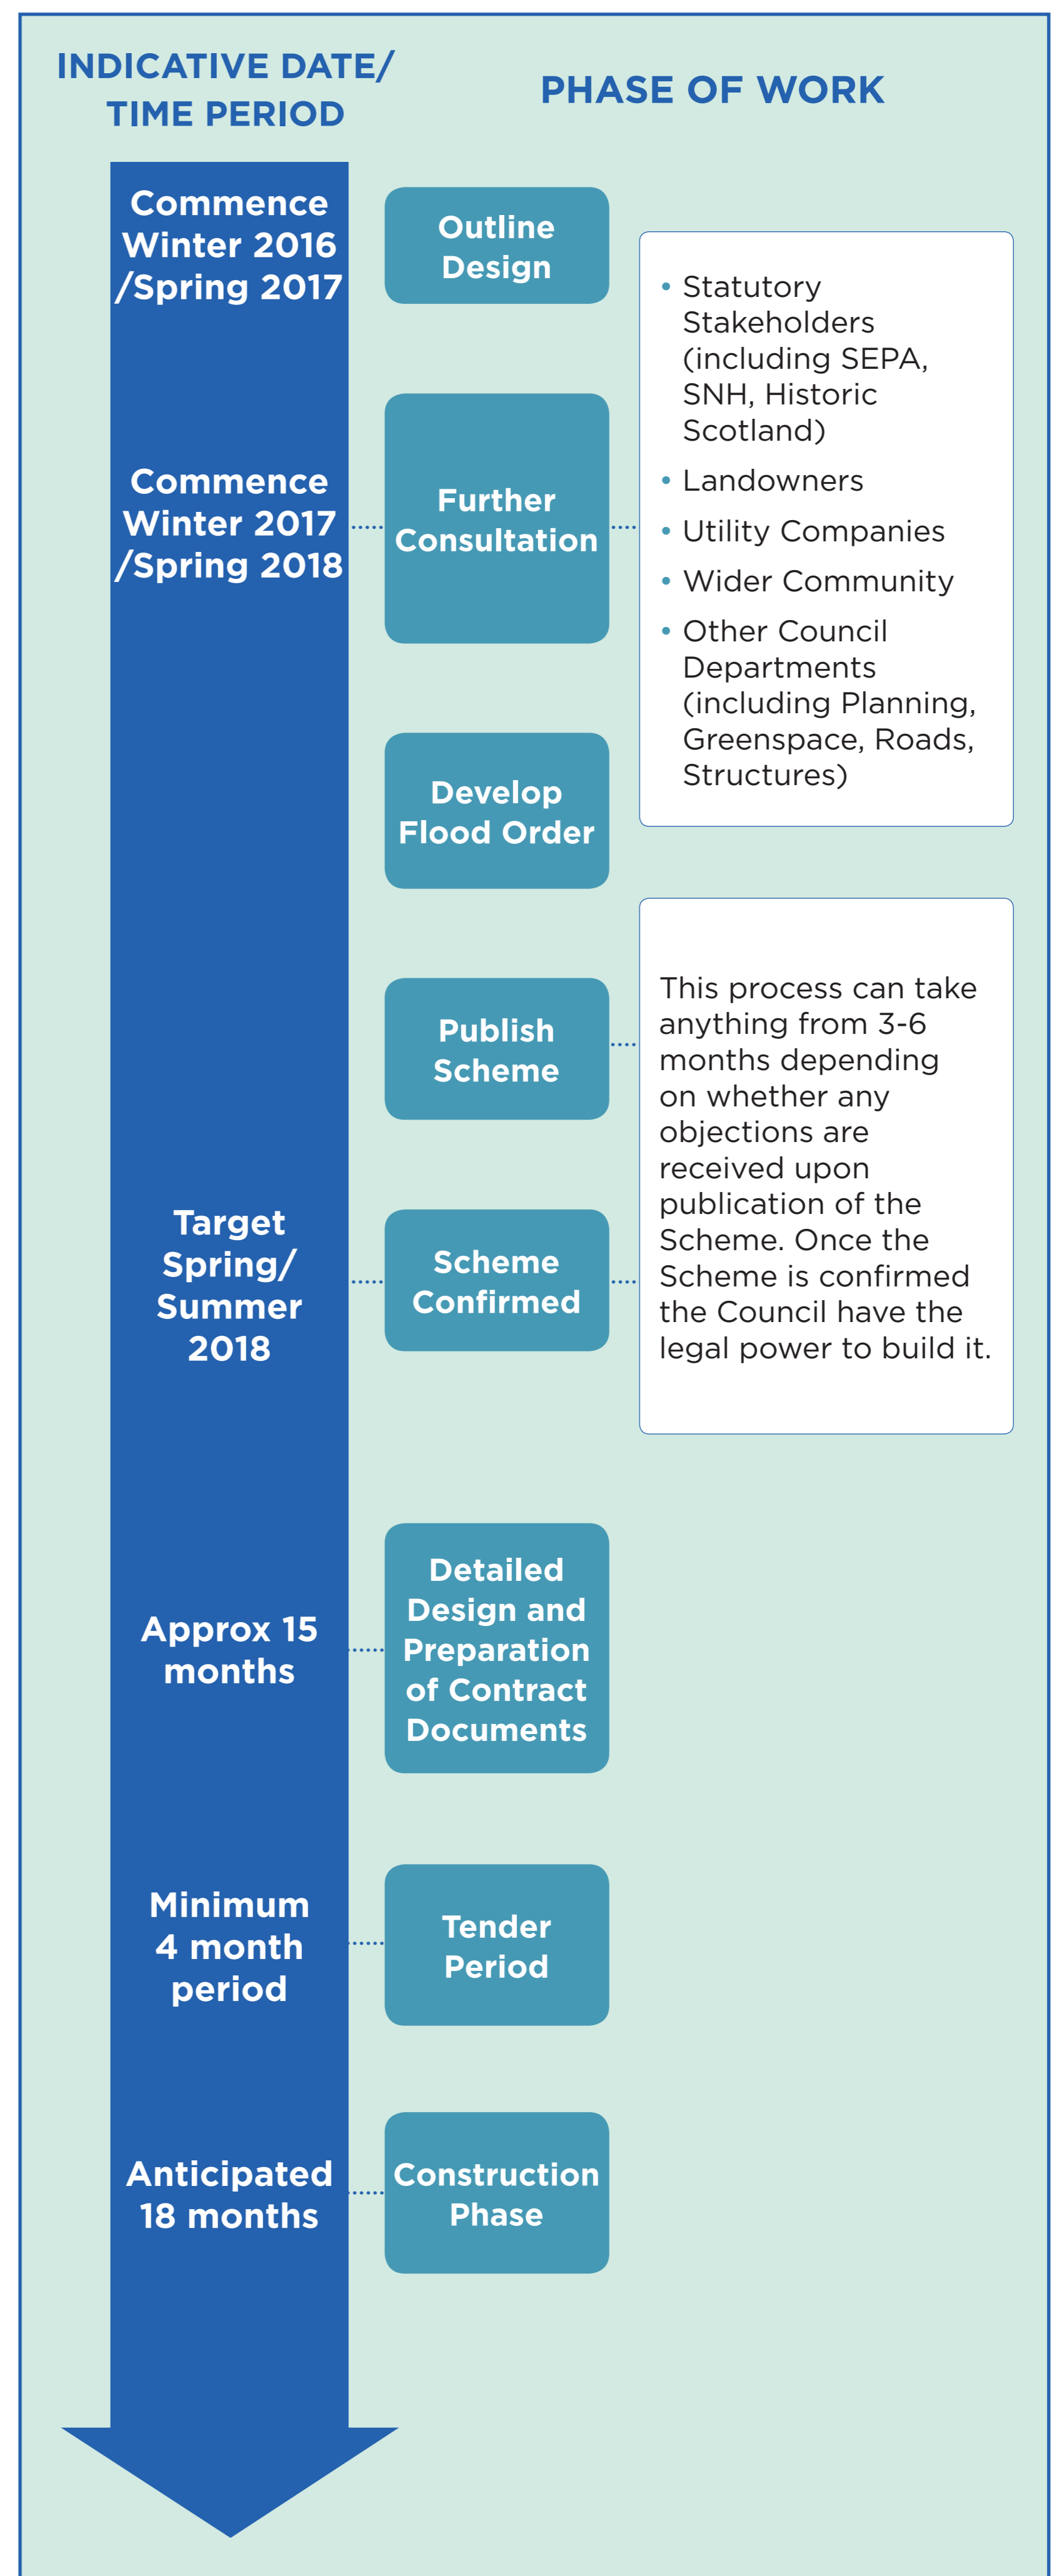 INDICATIVE DATE/
TIME PERIOD
PHASE OF WORK
Commence
Winter 2016
/Spring 2017
Outline
Design
Commence
Winter 2017
/Spring 2018
Further
Consultation
• Statutory
Stakeholders
(including SEPA,
SNH, Historic
Scotland)
• Landowners
• Utility Companies
• Wider Community
• Other Council
Departments
(including Planning,
Greenspace, Roads,
Structures)
Develop
Flood Order
Publish
Scheme
This process can take
anything from 3-6
months depending
on whether any
objections are
received upon
publication of the
Scheme. Once the
Scheme is confirmed
the Council have the
legal power to build it.
Target
Spring/
Summer
2018
Scheme
Confirmed
Approx 15
months
Detailed
Design and
Preparation
of Contract
Documents
Minimum
4 month
period
Tender
Period
Anticipated
18 months
Construction
Phase